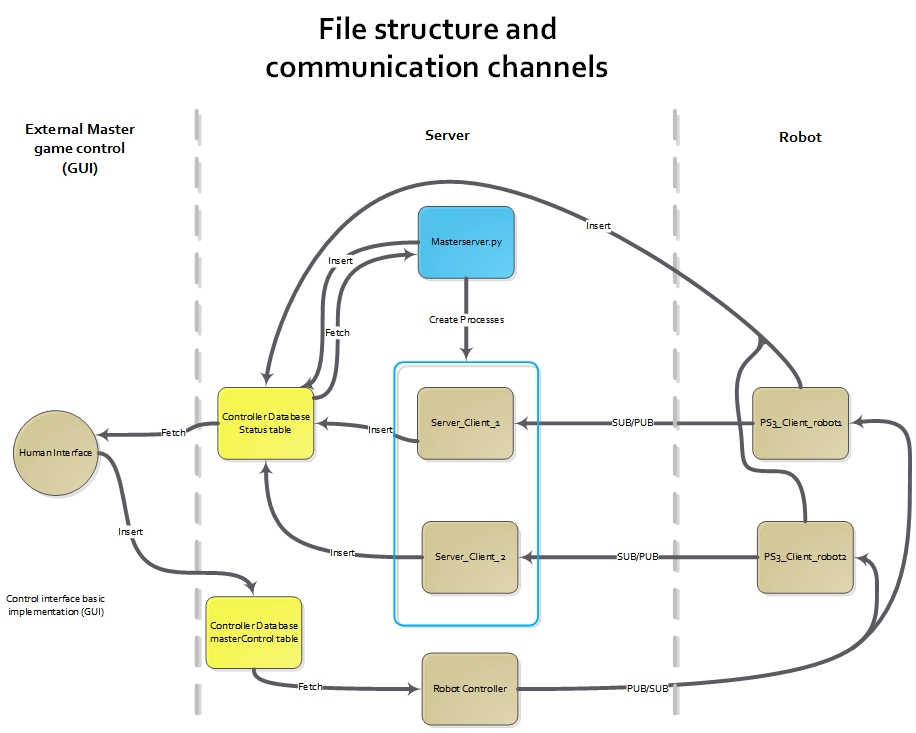 File structure and
communication channels
External Master
game control
(GUI)
Server
Robot
Insert
Masterserver.py
Insert
Create Processes
Fetch
Controller Database
Status table
Insert
Server_Client_1
SUB/PUB
PS3_Client_robot1
Fetch
Human Interface
Insert
Insert
Server_Client_2
SUB/PUB
PS3_Client_robot2
Control interface basic
implementation (GUI)
Controller Database
masterControl table
Fetch
Robot Controller
PUB/SUB